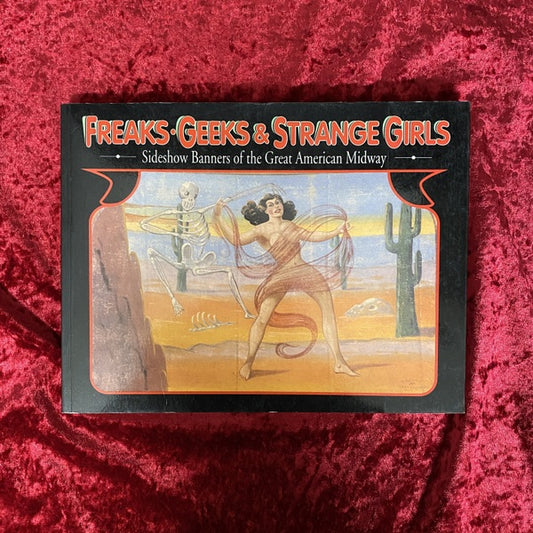 FREAKS·GEEKS & STRANGE GIRLS
Sideshow Banners of the Great American Midway